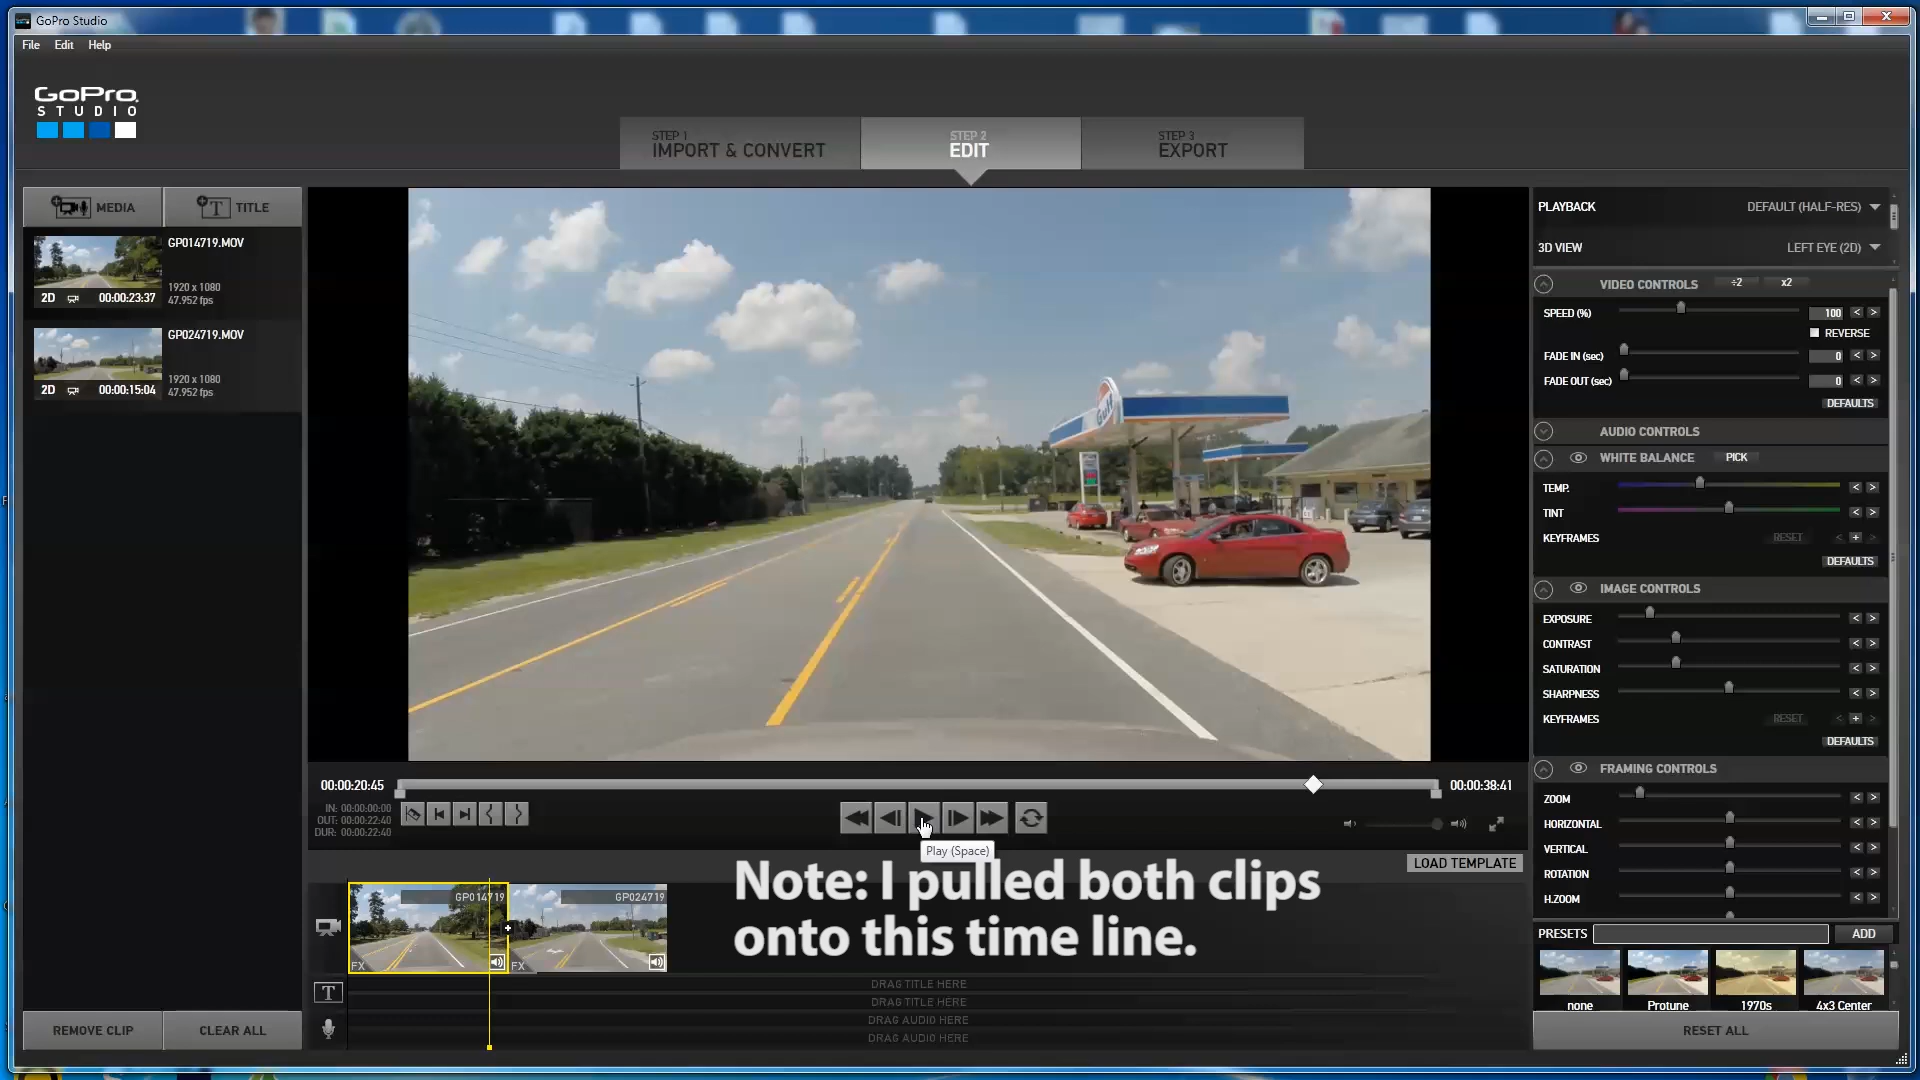 GoPro Studio
File Edit Help
GoPro
STUDIO
STEP 1
IMPORT & CONVERT
STEP 2
EDIT
STEP 3
EXPORT
MEDIA
T TITLE
GP014719.MOV
1920 x 1080
47.952 fps
2D 00:00:23:37
GP024719.MOV
1920 x 1080
47.952 fps
2D 00:00:15:04
REMOVE CLIP
CLEAR ALL
Gulf
00:00:20:45
00:00:38:41
IN: 00:00:00:00
OUT: 00:00:22:40
DUR: 00:00:22:40
Play (Space)
LOAD TEMPLATE
Note: I pulled both clips
onto this time line.
GP014719
FX
GP024719
FX
T
DRAG TITLE HERE
DRAG TITLE HERE
DRAG AUDIO HERE
DRAG AUDIO HERE
PLAYBACK DEFAULT (HALF-RES)
3D VIEW LEFT EYE (2D)
VIDEO CONTROLS ÷2 x2
SPEED (%) 100 < >
REVERSE
FADE IN (sec) 0 < >
FADE OUT (sec) 0 < >
DEFAULTS
AUDIO CONTROLS
WHITE BALANCE PICK
TEMP. < >
TINT < >
KEYFRAMES RESET < + >
DEFAULTS
IMAGE CONTROLS
EXPOSURE < >
CONTRAST < >
SATURATION < >
SHARPNESS < >
KEYFRAMES RESET < + >
DEFAULTS
FRAMING CONTROLS
ZOOM < >
HORIZONTAL < >
VERTICAL < >
ROTATION < >
H.ZOOM < >
PRESETS ADD
none Protune 1970s 4x3 Center
RESET ALL